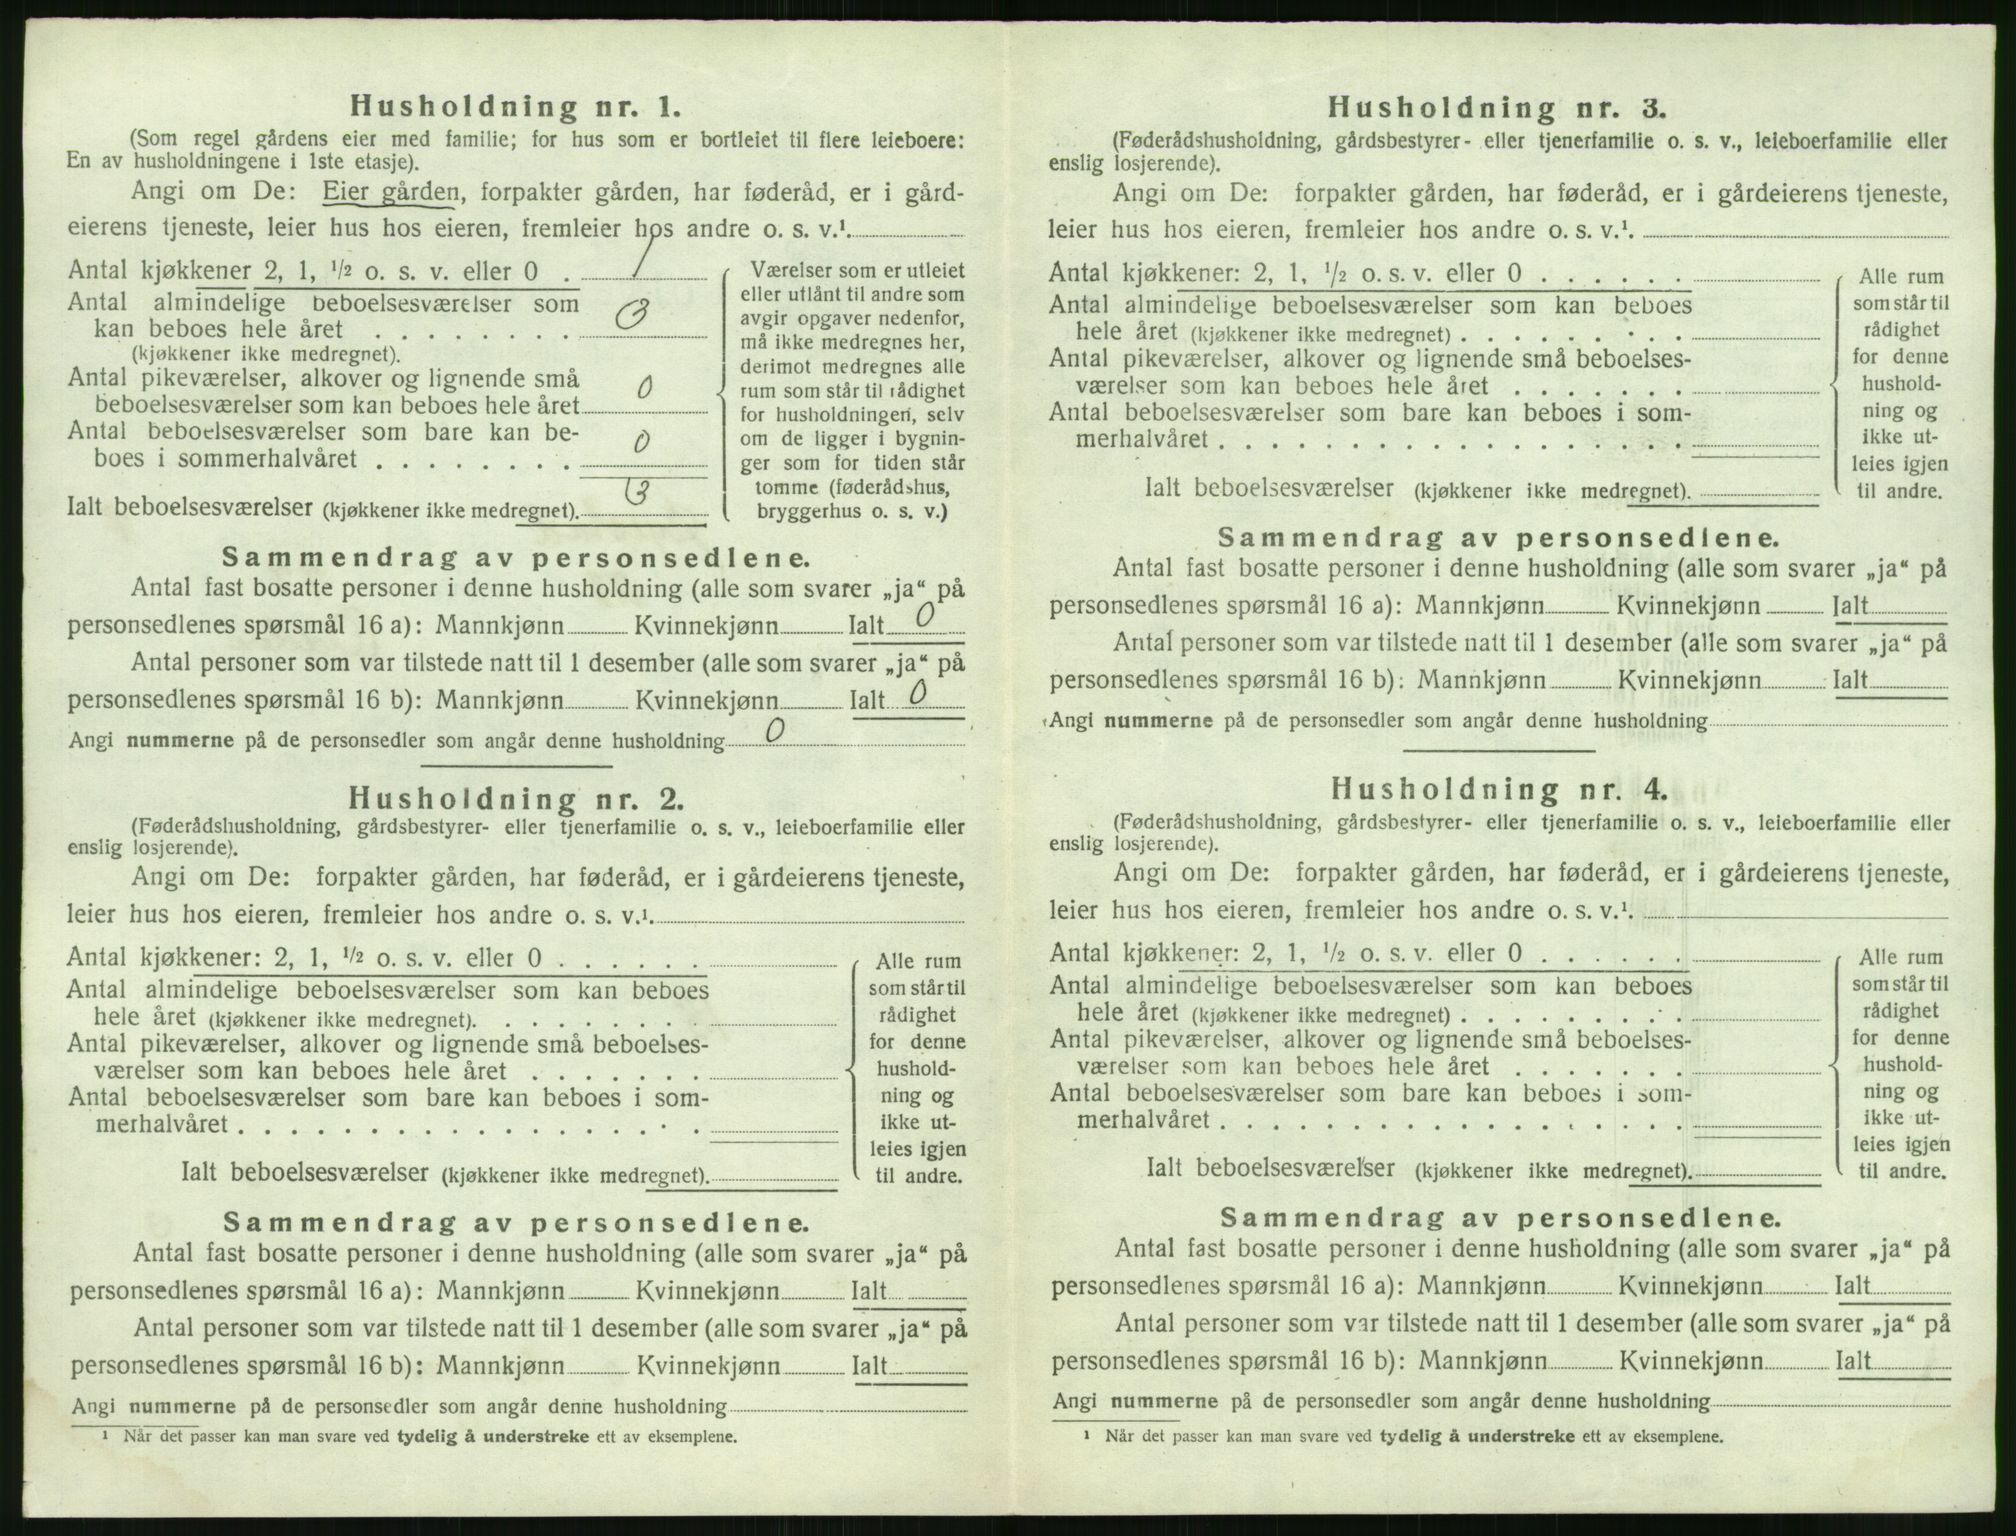 Husholdning nr. 1.
(Som regel gårdens eier med familie; for hus som er bortleiet til flere leieboere:
En av husholdningene i 1ste etasje).
Angi om De: Eier gården, forpakter gården, har føderåd, er i gård-
eierens tjeneste, leier hus hos eieren, fremleier hos andre o. s. v.¹.
Antal kjøkkener 2, 1, ½ o. s. v. eller 0 . 1
Antal almindelige beboelsesværelser som
kan beboes hele året . . . . . . . . 3
(kjøkkener ikke medregnet).
Antal pikeværelser, alkover og lignende små
beboelsesværelser som kan beboes hele året 0
Antal beboelsesværelser som bare kan be-
boes i sommerhalvåret . . . . . . . . 0
Ialt beboelsesværelser (kjøkkener ikke medregnet). 3
Værelser som er utleiet
eller utlånt til andre som
avgir opgaver nedenfor,
må ikke medregnes her,
derimot medregnes alle
rum som står til rådighet
for husholdningen, selv
om de ligger i bygnin-
ger som for tiden står
tomme (føderådshus,
bryggerhus o. s. v.)
Sammendrag av personsedlene.
Antal fast bosatte personer i denne husholdning (alle som svarer „ja“ på
personsedlenes spørsmål 16 a): Mannkjønn Kvinnekjønn Ialt 0
Antal personer som var tilstede natt til 1 desember (alle som svarer „ja“ på
personsedlenes spørsmål 16 b): Mannkjønn Kvinnekjønn Ialt 0
Angi nummerne på de personsedler som angår denne husholdning 0
Husholdning nr. 2.
(Føderådshusholdning, gårdsbestyrer- eller tjenerfamilie o. s. v., leieboerfamilie eller
enslig losjerende).
Angi om De: forpakter gården, har føderåd, er i gårdeierens tjeneste,
leier hus hos eieren, fremleier hos andre o. s. v.¹.
Antal kjøkkener: 2, 1, ½ o. s. v. eller 0 . . . . . .
Antal almindelige beboelsesværelser som kan beboes
hele året (kjøkkener ikke medregnet). . . . . . . . .
Antal pikeværelser, alkover og lignende små beboelses-
værelser som kan beboes hele året . . . . . . .
Antal beboelsesværelser som bare kan beboes i som-
merhalvåret . . . . . . . . . . . . . . . . . .
Ialt beboelsesværelser (kjøkkener ikke medregnet).
Alle rum
som står til
rådighet
for denne
hushold-
ning og
ikke ut-
leies igjen
til andre.
Sammendrag av personsedlene.
Antal fast bosatte personer i denne husholdning (alle som svarer „ja“ på
personsedlenes spørsmål 16 a): Mannkjønn Kvinnekjønn Ialt
Antal personer som var tilstede natt til 1 desember (alle som svarer „ja“ på
personsedlenes spørsmål 16 b): Mannkjønn Kvinnekjønn Ialt
Angi nummerne på de personsedler som angår denne husholdning
¹ Når det passer kan man svare ved tydelig å understreke ett av eksemplene.
Husholdning nr. 3.
(Føderådshusholdning, gårdsbestyrer- eller tjenerfamilie o. s. v., leieboerfamilie eller
enslig losjerende).
Angi om De: forpakter gården, har føderåd, er i gårdeierens tjeneste,
leier hus hos eieren, fremleier hos andre o. s. v.¹.
Antal kjøkkener: 2, 1, ½ o. s. v. eller 0 . . . . . .
Antal almindelige beboelsesværelser som kan beboes
hele året (kjøkkener ikke medregnet) . . . . . . . . .
Antal pikeværelser, alkover og lignende små beboelses-
værelser som kan beboes hele året . . . . . . .
Antal beboelsesværelser som bare kan beboes i som-
merhalvåret . . . . . . . . . . . . . . . . . .
Ialt beboelsesværelser (kjøkkener ikke medregnet).
Alle rum
som står til
rådighet
for denne
hushold-
ning og
ikke ut-
leies igjen
til andre.
Sammendrag av personsedlene.
Antal fast bosatte personer i denne husholdning (alle som svarer „ja“ på
personsedlenes spørsmål 16 a): Mannkjønn Kvinnekjønn Ialt
Antal personer som var tilstede natt til 1 desember (alle som svarer „ja“ på
personsedlenes spørsmål 16 b): Mannkjønn Kvinnekjønn Ialt
Angi nummerne på de personsedler som angår denne husholdning
Husholdning nr. 4.
(Føderådshusholdning, gårdsbestyrer- eller tjenerfamilie o. s. v., leieboerfamilie eller
enslig losjerende).
Angi om De: forpakter gården, har føderåd, er i gårdeierens tjeneste,
leier hus hos eieren, fremleier hos andre o. s. v.¹.
Antal kjøkkener: 2, 1, ½ o. s. v. eller 0 . . . . . .
Antal almindelige beboelsesværelser som kan beboes
hele året (kjøkkener ikke medregnet) . . . . . . . . .
Antal pikeværelser, alkover og lignende små beboelses-
værelser som kan beboes hele året . . . . . . .
Antal beboelsesværelser som bare kan beboes i som-
merhalvåret . . . . . . . . . . . . . . . . . .
Ialt beboelsesværelser (kjøkkener ikke medregnet).
Alle rum
som står til
rådighet
for denne
hushold-
ning og
ikke ut-
leies igjen
til andre.
Sammendrag av personsedlene.
Antal fast bosatte personer i denne husholdning (alle som svarer „ja“ på
personsedlenes spørsmål 16 a): Mannkjønn Kvinnekjønn Ialt
Antal personer som var tilstede natt til 1 desember (alle som svarer „ja“ på
personsedlenes spørsmål 16 b): Mannkjønn Kvinnekjønn Ialt
Angi nummerne på de personsedler som angår denne husholdning
¹ Når det passer kan man svare ved tydelig å understreke ett av eksemplene.